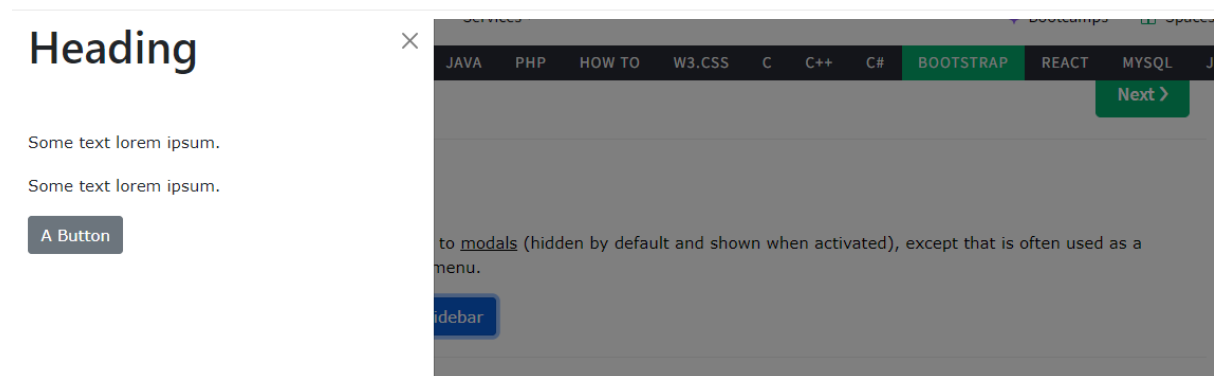 Services
Bootcamps
Spaces
Heading
JAVA PHP HOW TO W3.CSS C C++ C# BOOTSTRAP REACT MYSQL J
Next ❯
Some text lorem ipsum.
Some text lorem ipsum.
A Button
to modals (hidden by default and shown when activated), except that is often used as a
menu.
idebar